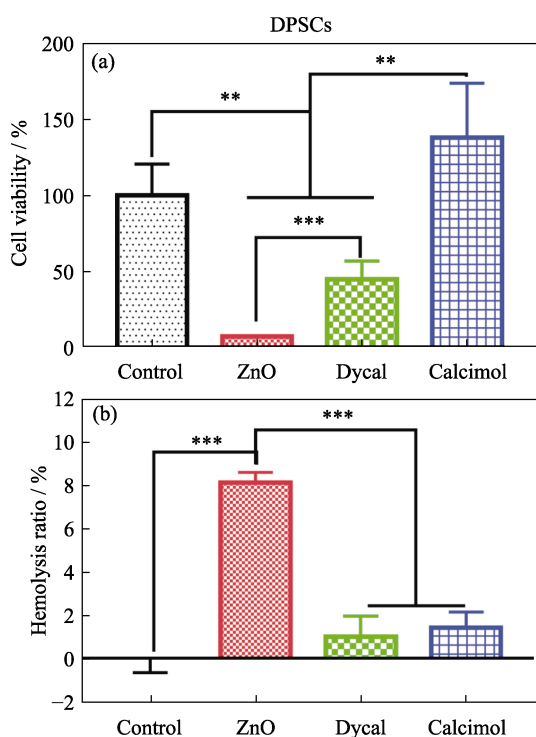 DPSCs
(a)
Cell viability / %
200
150
100
50
0
**
**
***
Control ZnO Dycal Calcimol
(b)
Hemolysis ratio / %
12
10
8
6
4
2
0
−2
***
***
Control ZnO Dycal Calcimol